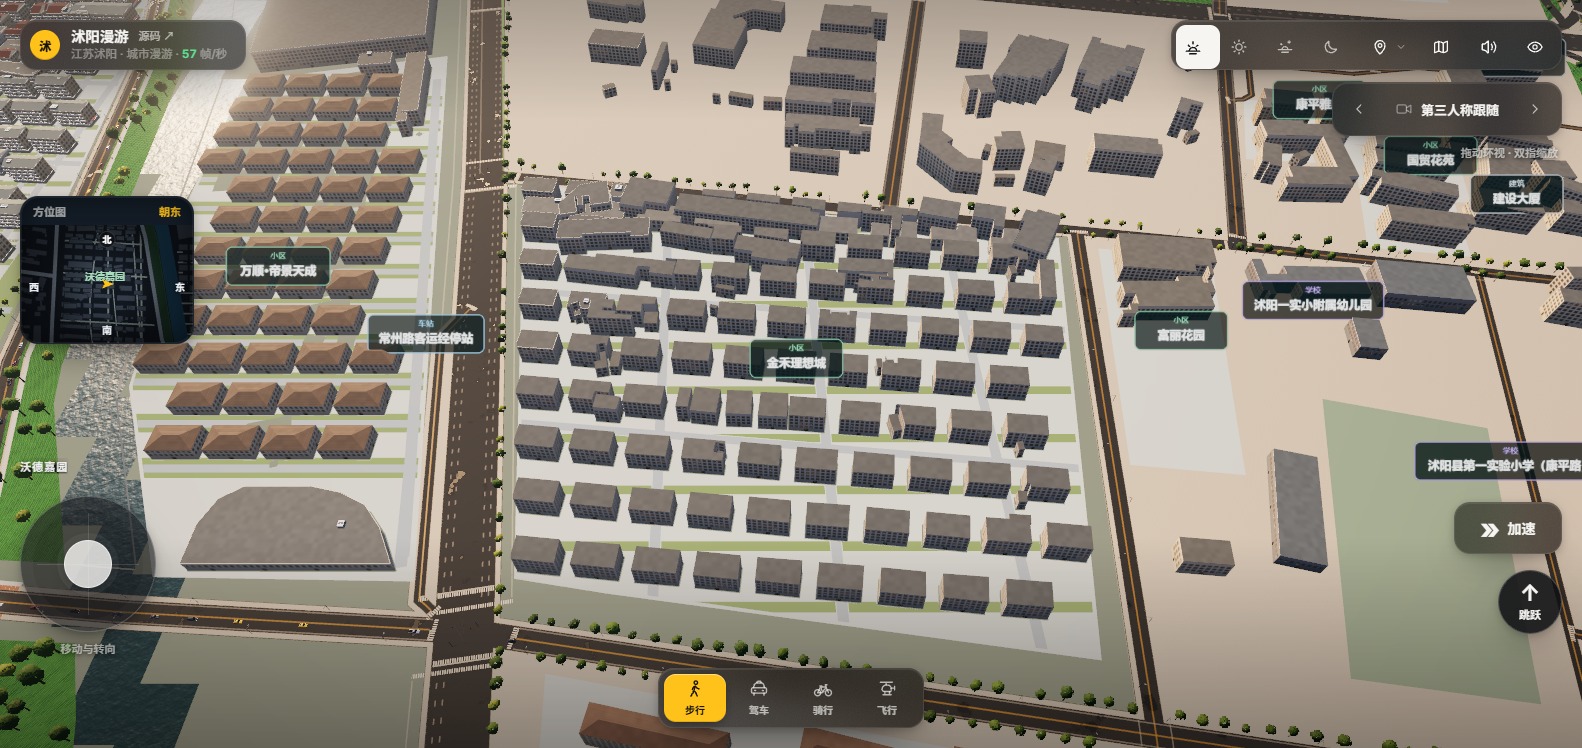 沭
沭阳漫游 源码 ↗
江苏沭阳 · 城市漫游 · 57 帧/秒
小区
康平雅
第三人称跟随
拖动环视 · 双指缩放
小区
国贸花苑
建筑
建设大厦
方位图 朝东
北
沃德嘉园
西 东
南
小区
万顺·帝景天成
车站
常州路客运经停站
小区
金禾理想城
学校
沭阳一实小附属幼儿园
小区
富丽花园
学校
沭阳县第一实验小学（康平路
沃德嘉园
加速
跳跃
移动与转向
步行 驾车 骑行 飞行